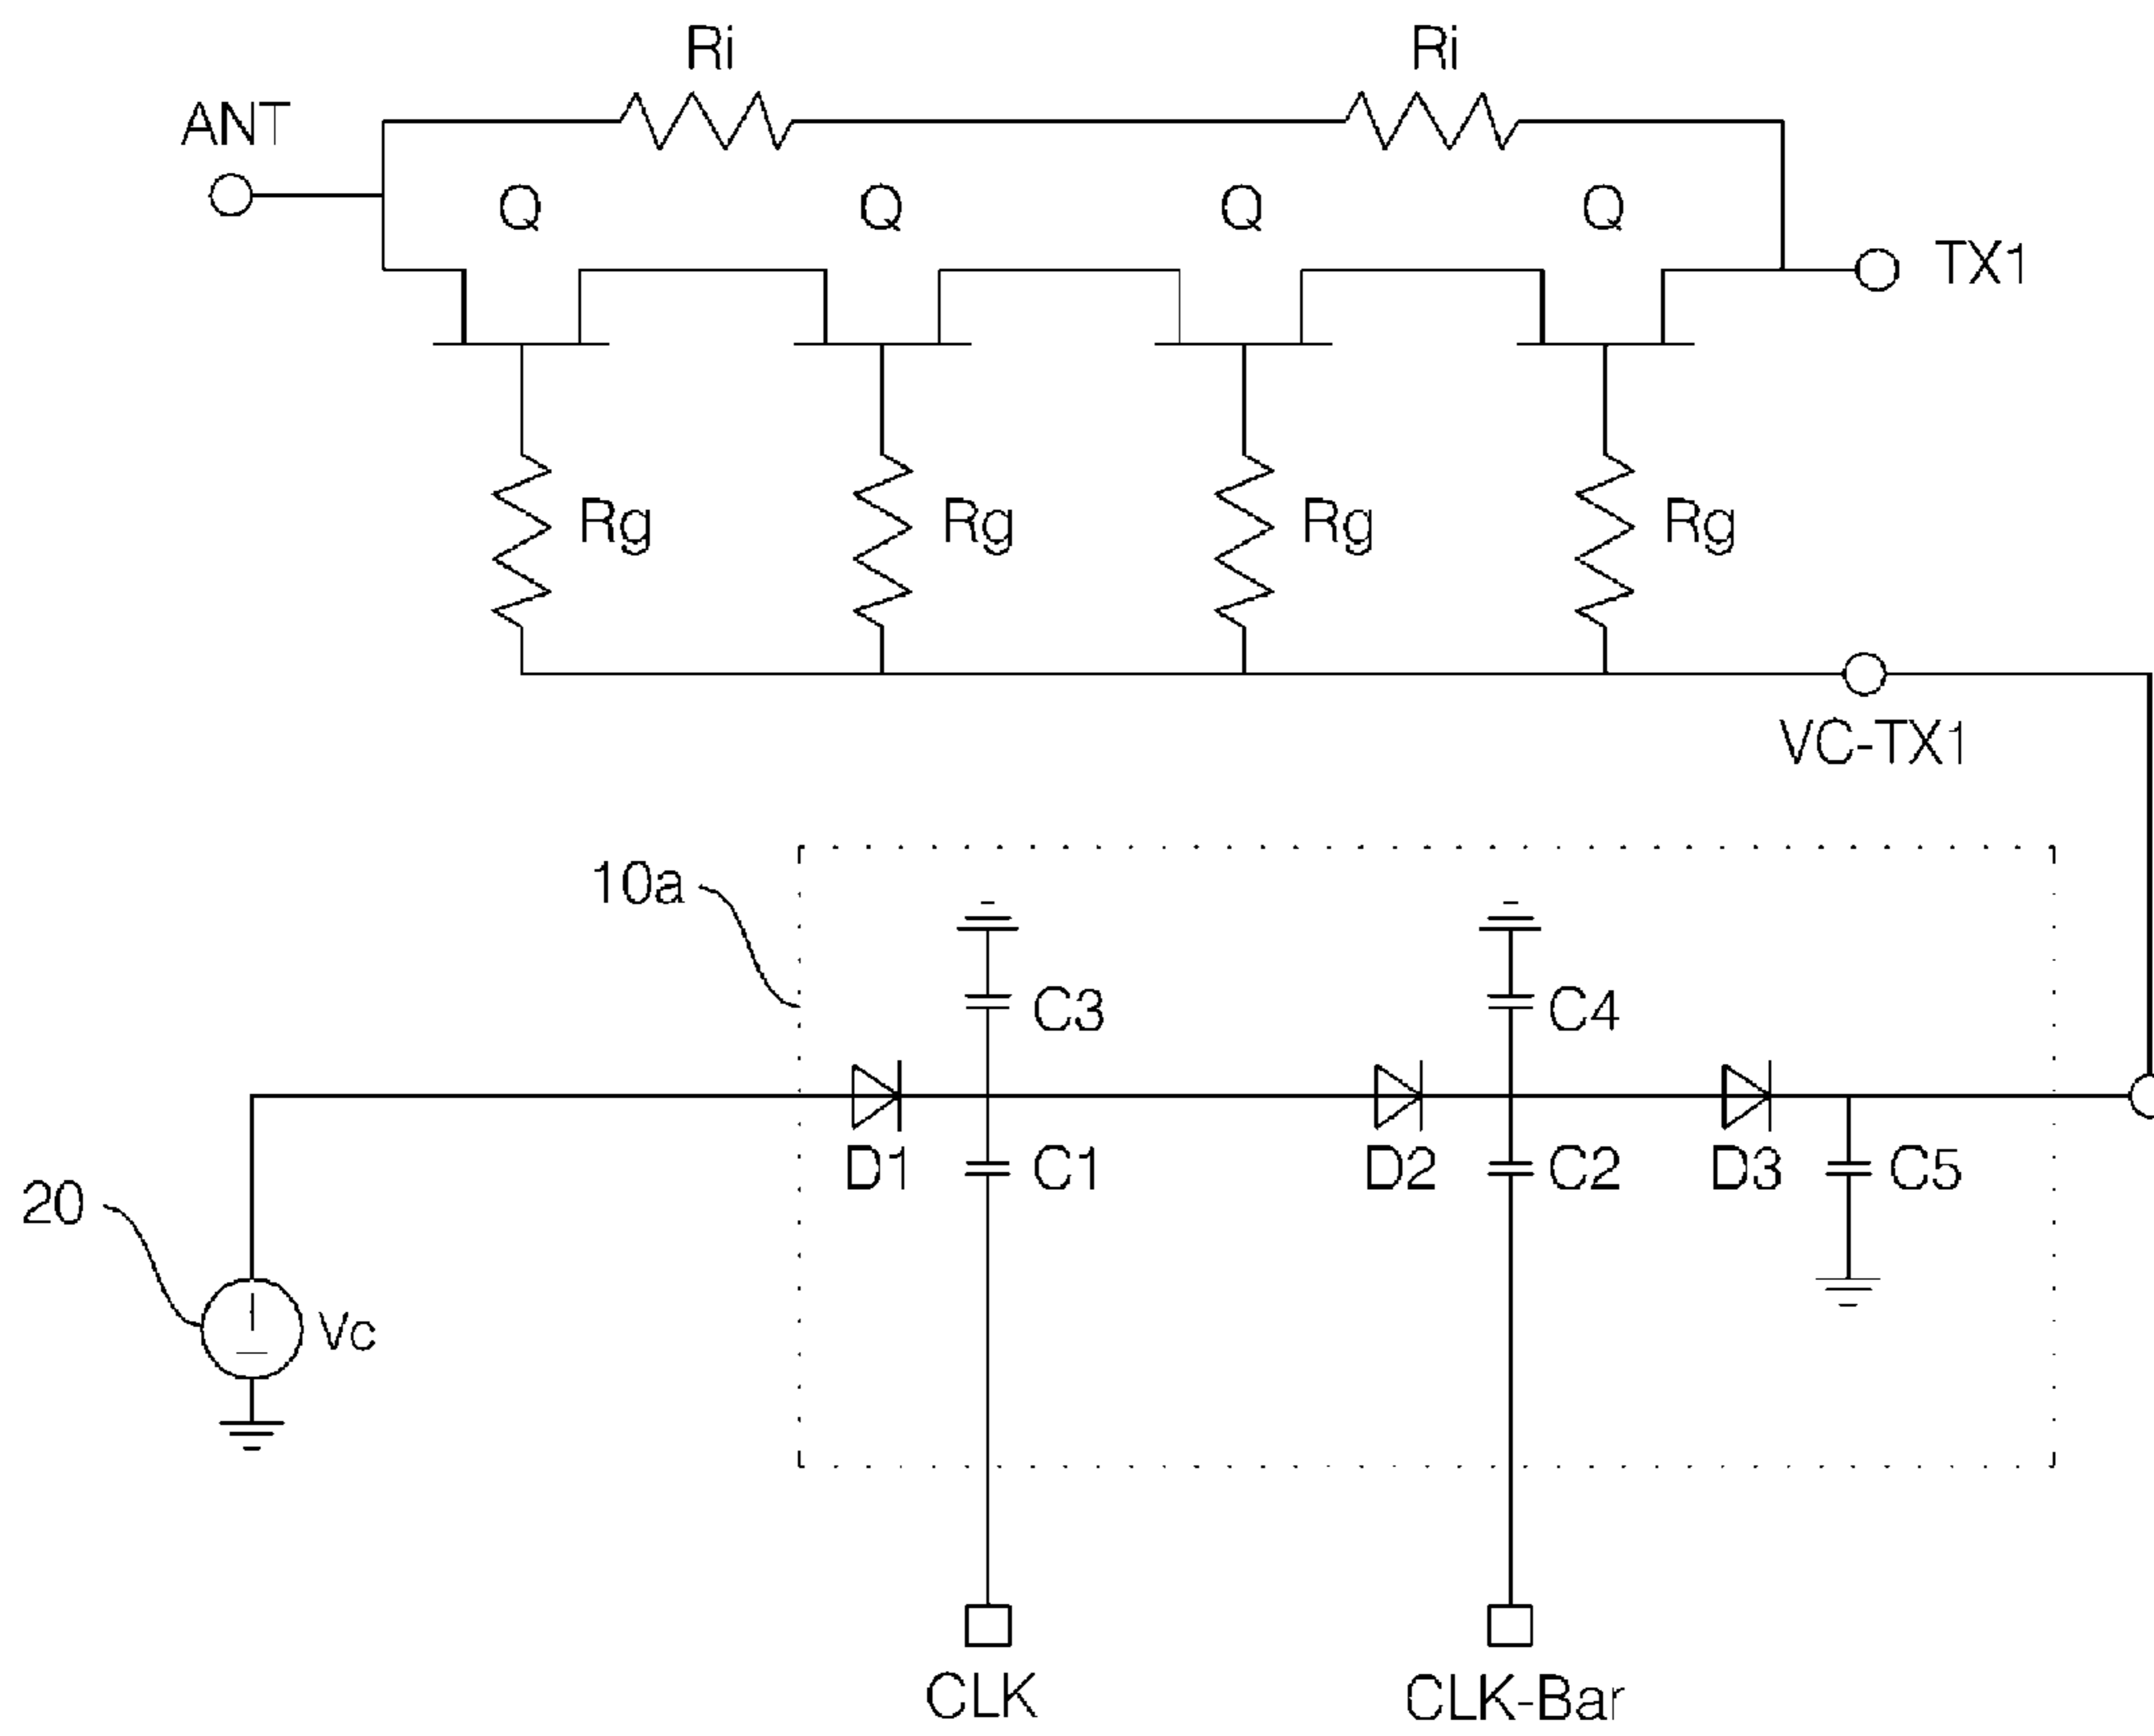 Ri Ri
ANT
Q Q Q Q
TX1
Rg Rg Rg Rg
VC-TX1
10a
C3 C4
D1 C1 D2 C2 D3 C5
20
Vc
CLK CLK-Bar